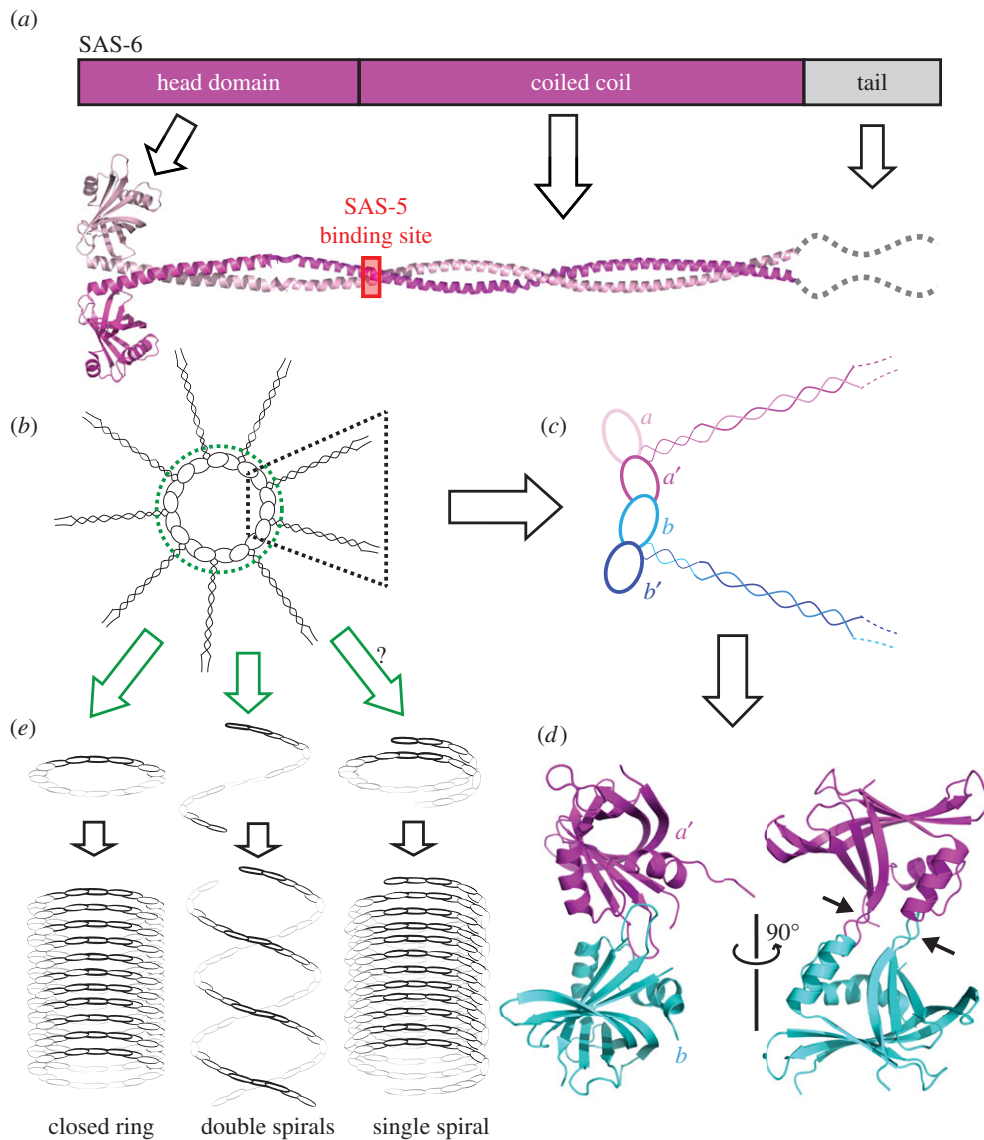 (a)
SAS-6
head domain coiled coil tail
SAS-5
binding site
(b)
(c)
a
a′
b
b′
?
(e)
(d)
a′
90°
b
closed ring double spirals single spiral